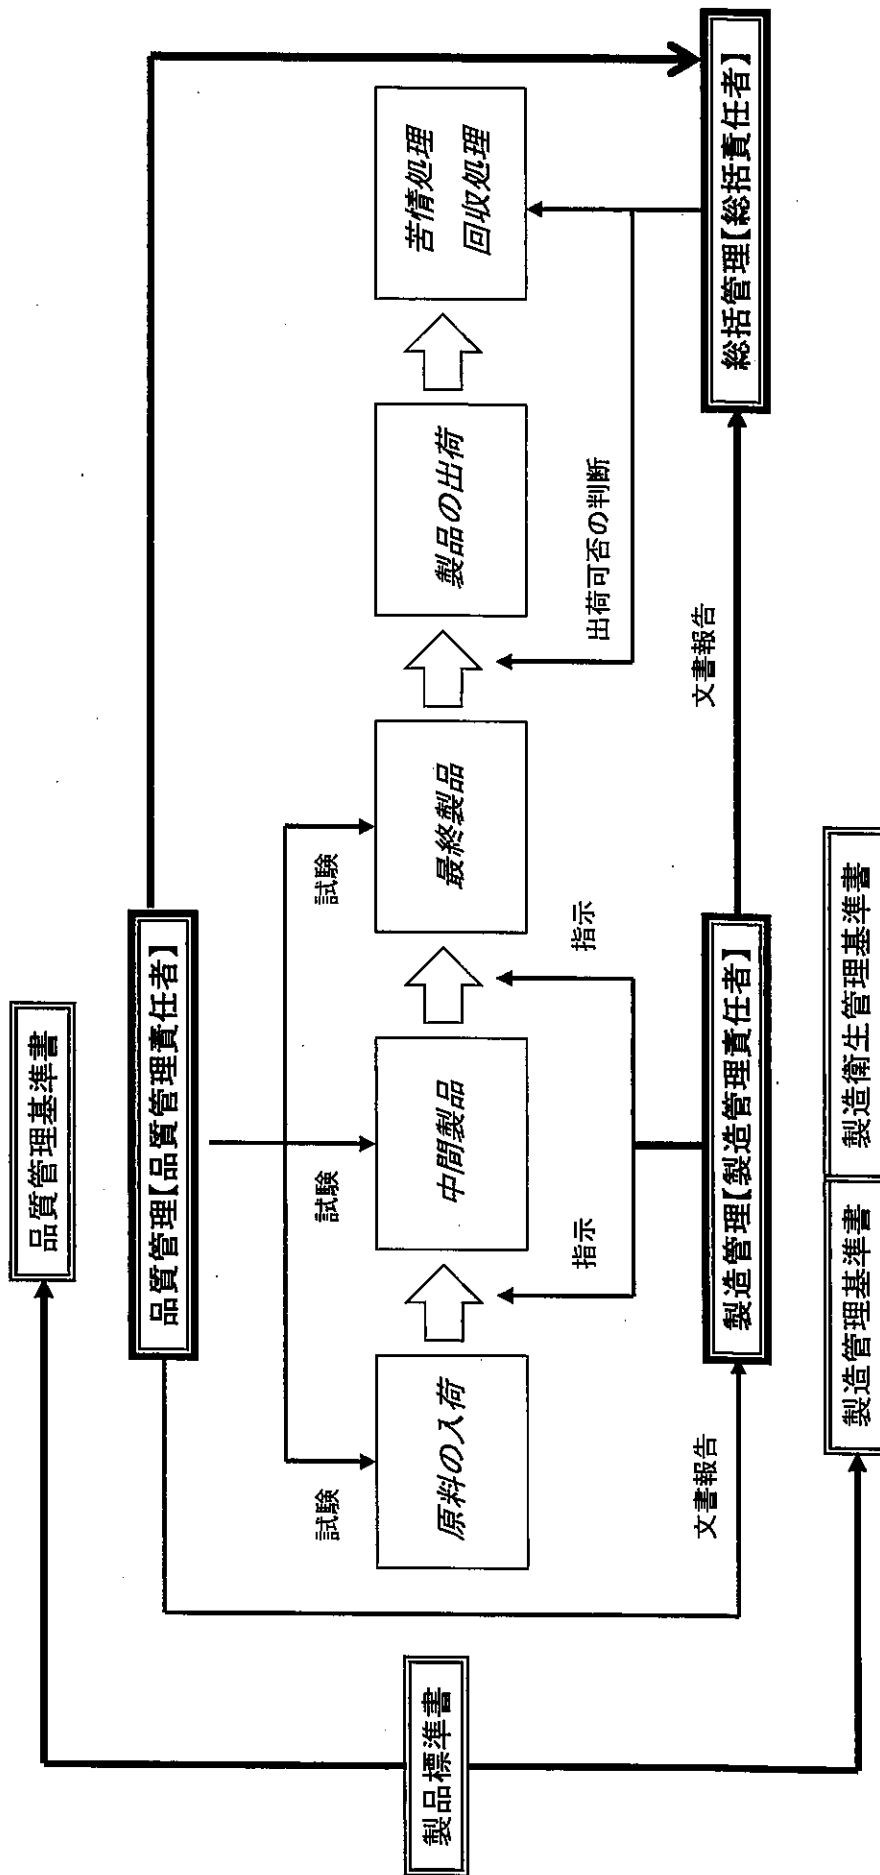 品質管理基準書
品質管理【品質管理責任者】
試験
試験
試験
製品標準書
原料の入荷
中間製品
最終製品
製品の出荷
苦情処理
回収処理
指示
指示
出荷可否の判断
文書報告
文書報告
製造管理【製造管理責任者】
総括管理【総括責任者】
製造管理基準書
製造衛生管理基準書